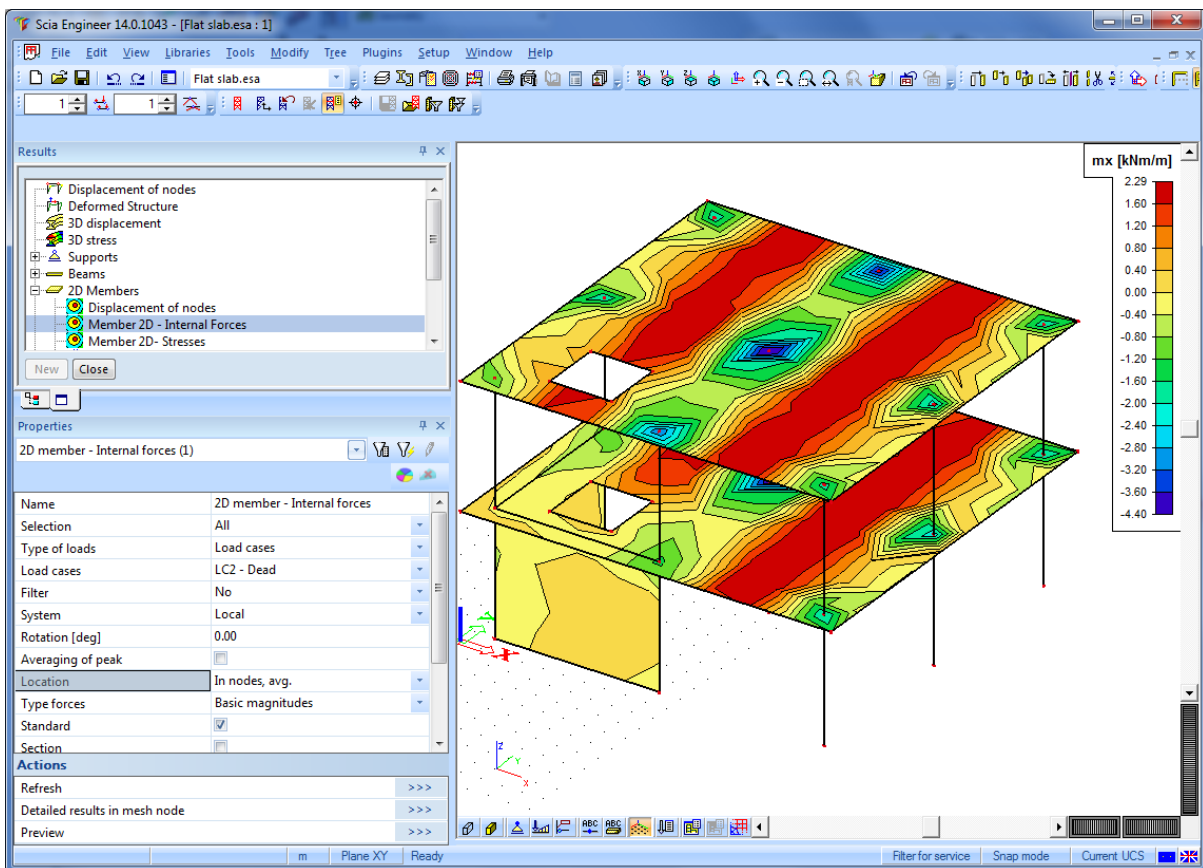 Scia Engineer 14.0.1043 - [Flat slab.esa : 1]
File Edit View Libraries Tools Modify Tree Plugins Setup Window Help
Flat slab.esa
1 1
Results
Displacement of nodes
Deformed Structure
3D displacement
3D stress
Supports
Beams
2D Members
Displacement of nodes
Member 2D - Internal Forces
Member 2D- Stresses
New Close
Properties
2D member - Internal forces (1)
Name 2D member - Internal forces
Selection All
Type of loads Load cases
Load cases LC2 - Dead
Filter No
System Local
Rotation [deg] 0.00
Averaging of peak
Location In nodes, avg.
Type forces Basic magnitudes
Standard
Section
Actions
Refresh >>>
Detailed results in mesh node >>>
Preview >>>
mx [kNm/m]
2.29
1.60
1.20
0.80
0.40
0.00
-0.40
-0.80
-1.20
-1.60
-2.00
-2.40
-2.80
-3.20
-3.60
-4.40
X
Y
Z
Y
X
ABC ABC
m Plane XY Ready Filter for service Snap mode Current UCS